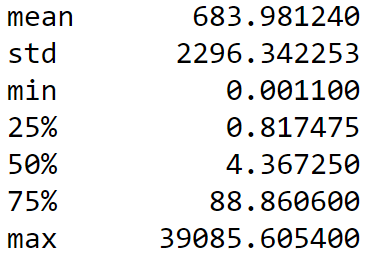 mean 683.981240
std 2296.342253
min 0.001100
25% 0.817475
50% 4.367250
75% 88.860600
max 39085.605400